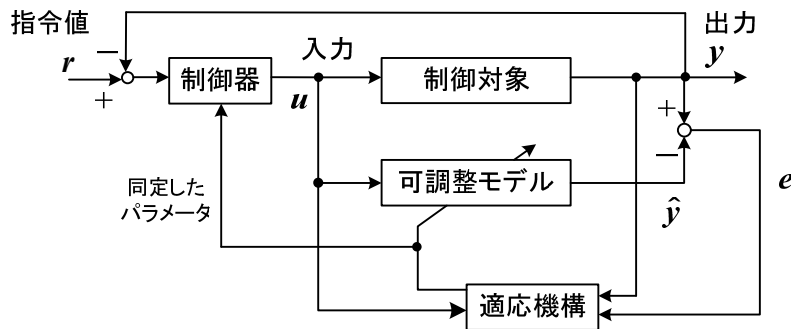 指令値
出力
入力
−
r
+
制御器
u
制御対象
y
+
−
同定した
パラメータ
可調整モデル
ŷ
e
適応機構